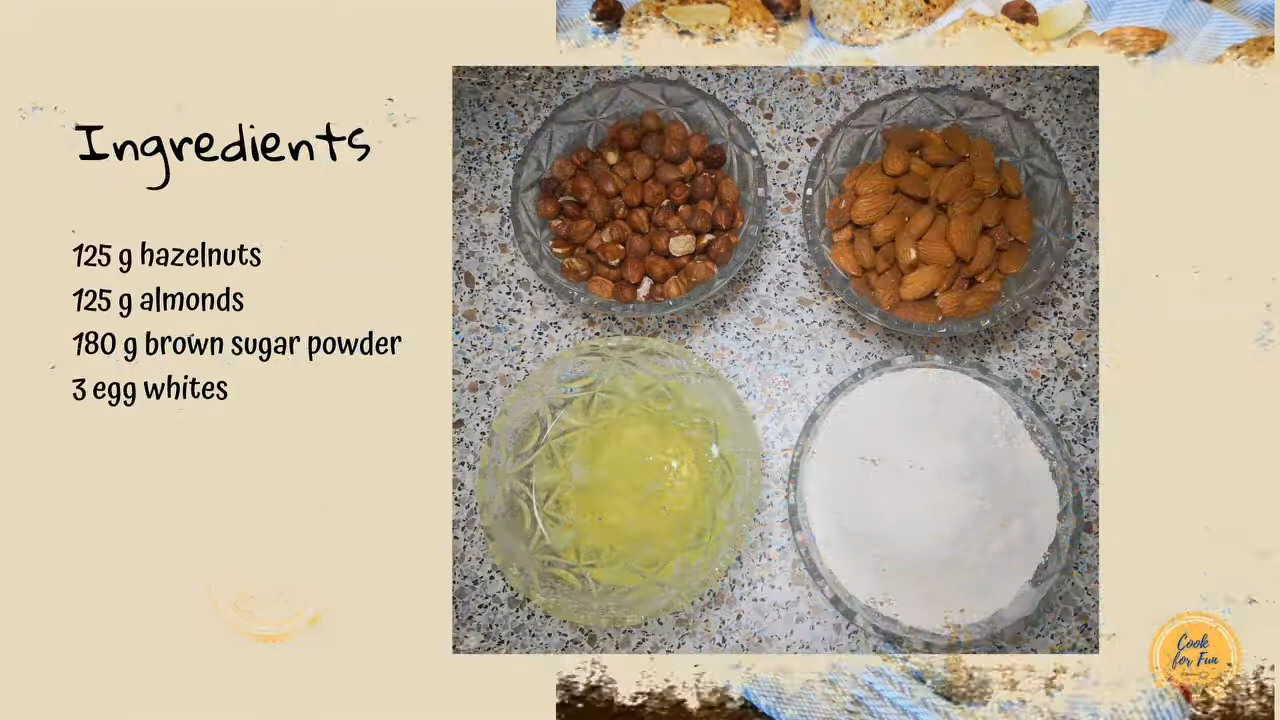 Ingredients
125 g hazelnuts
125 g almonds
180 g brown sugar powder
3 egg whites
Cook
for Fun